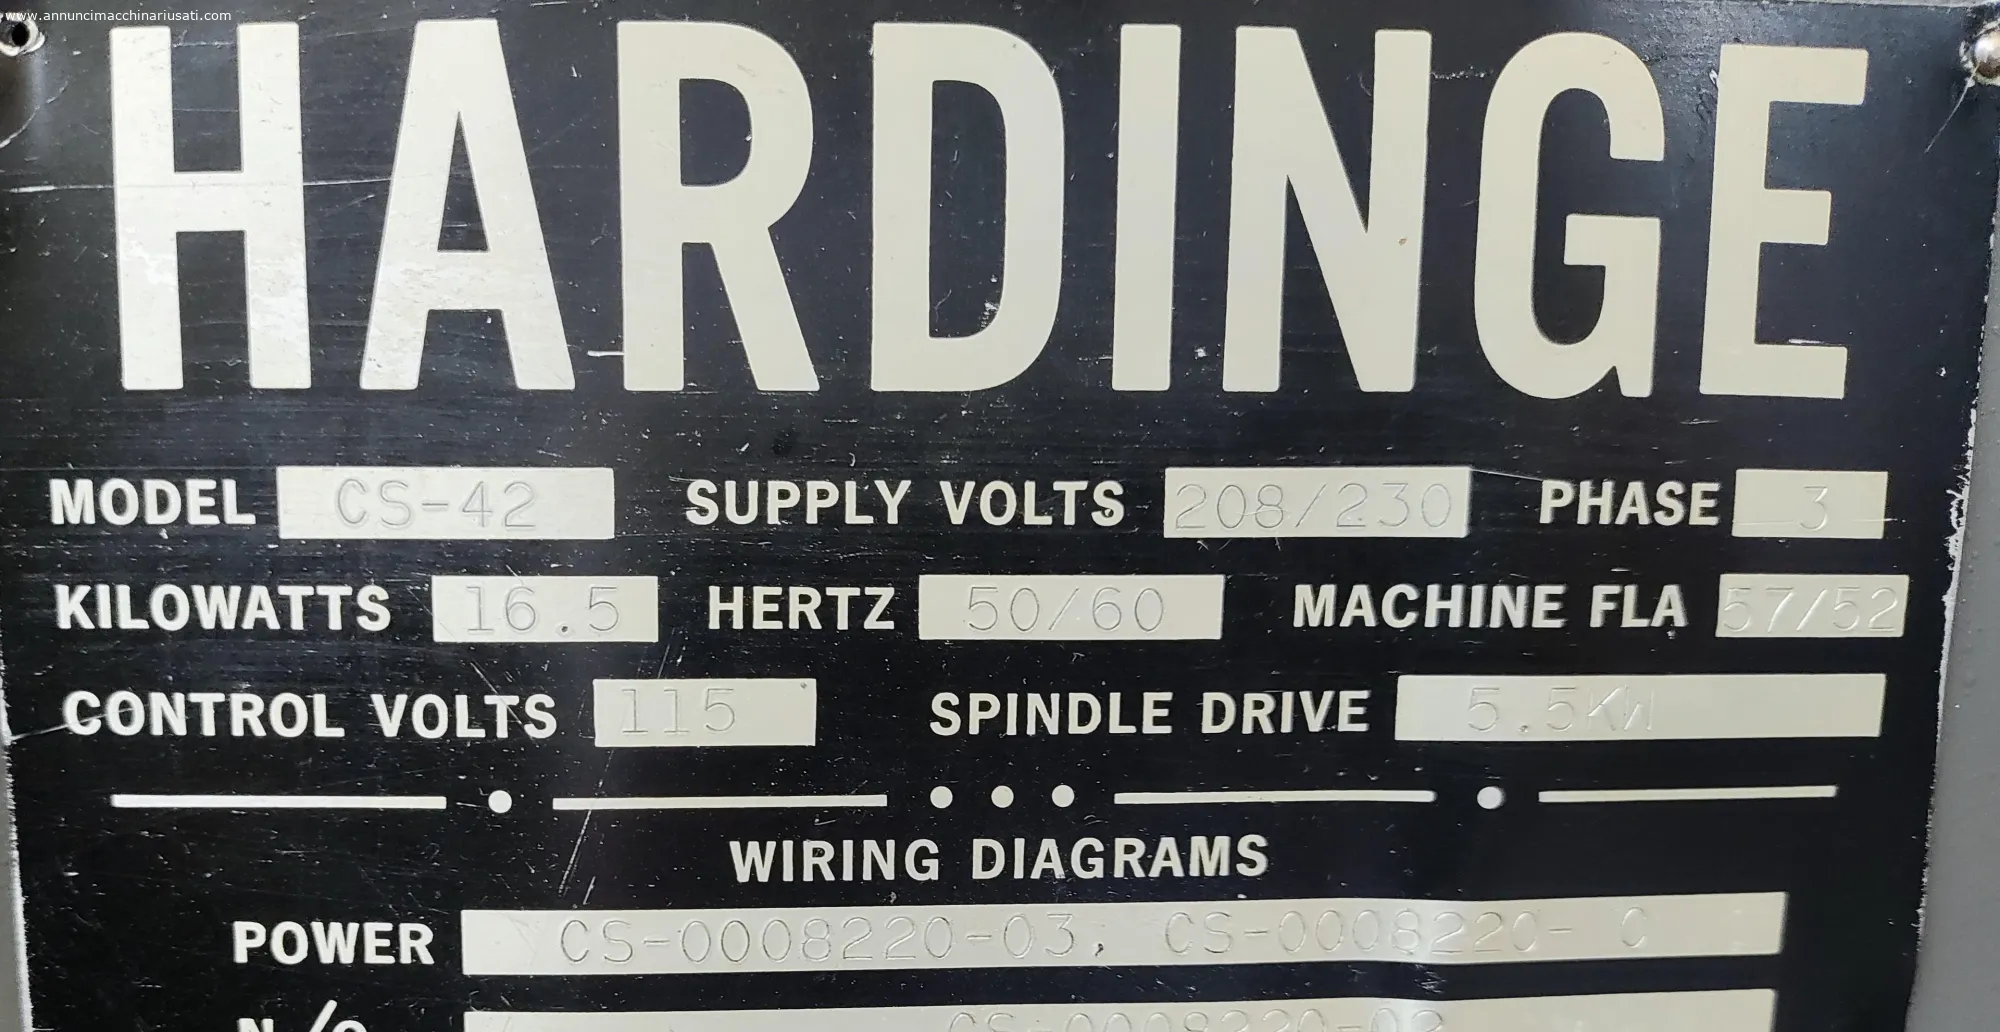 www.annuncimacchinariusati.com
HARDINGE
MODEL CS-42 SUPPLY VOLTS 208/230 PHASE 3
KILOWATTS 16.5 HERTZ 50/60 MACHINE FLA 57/52
CONTROL VOLTS 115 SPINDLE DRIVE 5.5KW
WIRING DIAGRAMS
POWER CS-0008220-03, CS-0008220- C